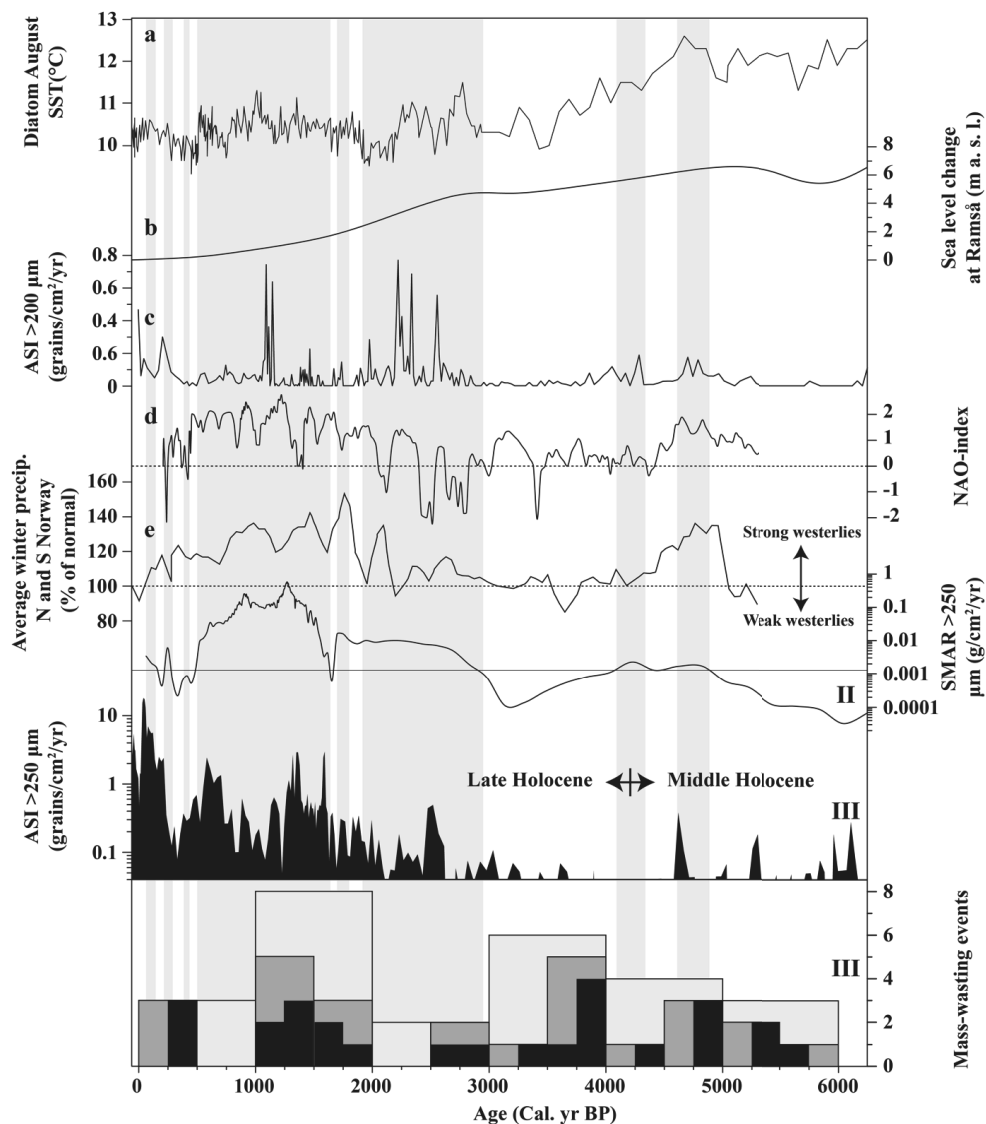 13
12
11
10
Diatom August
SST(°C)
a
8
6
4
2
0
Sea level change
at Ramså (m a. s. l.)
b
0.8
0.4
0.6
0
ASI >200 µm
(grains/cm²/yr)
c
2
1
0
-1
-2
NAO-index
d
160
140
120
100
80
Average winter precip.
N and S Norway
(% of normal)
e
Strong westerlies
Weak westerlies
1
0.1
0.01
0.001
0.0001
SMAR >250
µm (g/cm²/yr)
II
10
1
0.1
ASI >250 µm
(grains/cm²/yr)
Late Holocene
Middle Holocene
III
8
6
4
2
0
Mass-wasting events
III
0
1000
2000
3000
4000
5000
6000
Age (Cal. yr BP)